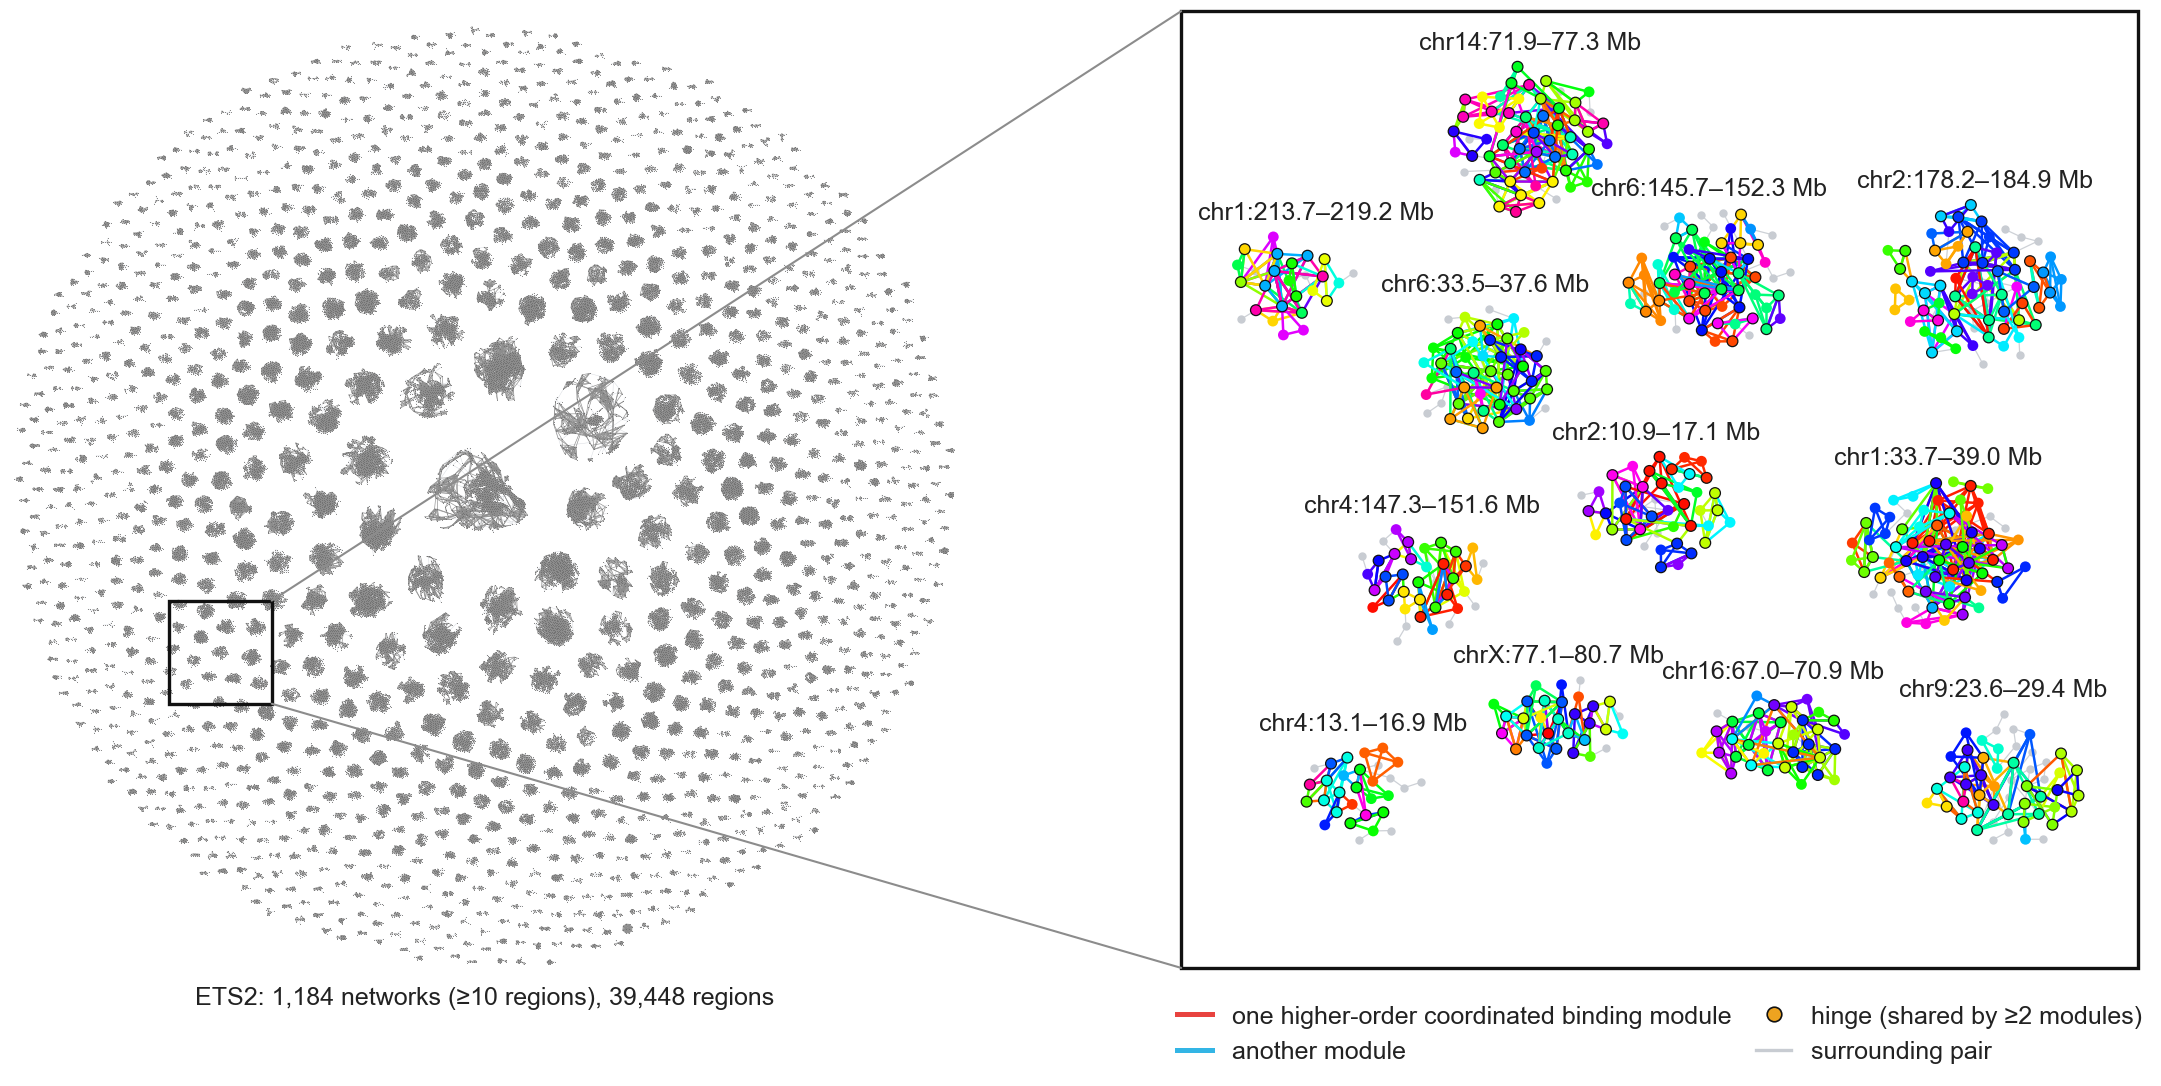 chr14:71.9–77.3 Mb
chr6:145.7–152.3 Mb
chr2:178.2–184.9 Mb
chr1:213.7–219.2 Mb
chr6:33.5–37.6 Mb
chr2:10.9–17.1 Mb
chr1:33.7–39.0 Mb
chr4:147.3–151.6 Mb
chrX:77.1–80.7 Mb
chr16:67.0–70.9 Mb
chr9:23.6–29.4 Mb
chr4:13.1–16.9 Mb
ETS2: 1,184 networks (≥10 regions), 39,448 regions
one higher-order coordinated binding module
another module
hinge (shared by ≥2 modules)
surrounding pair